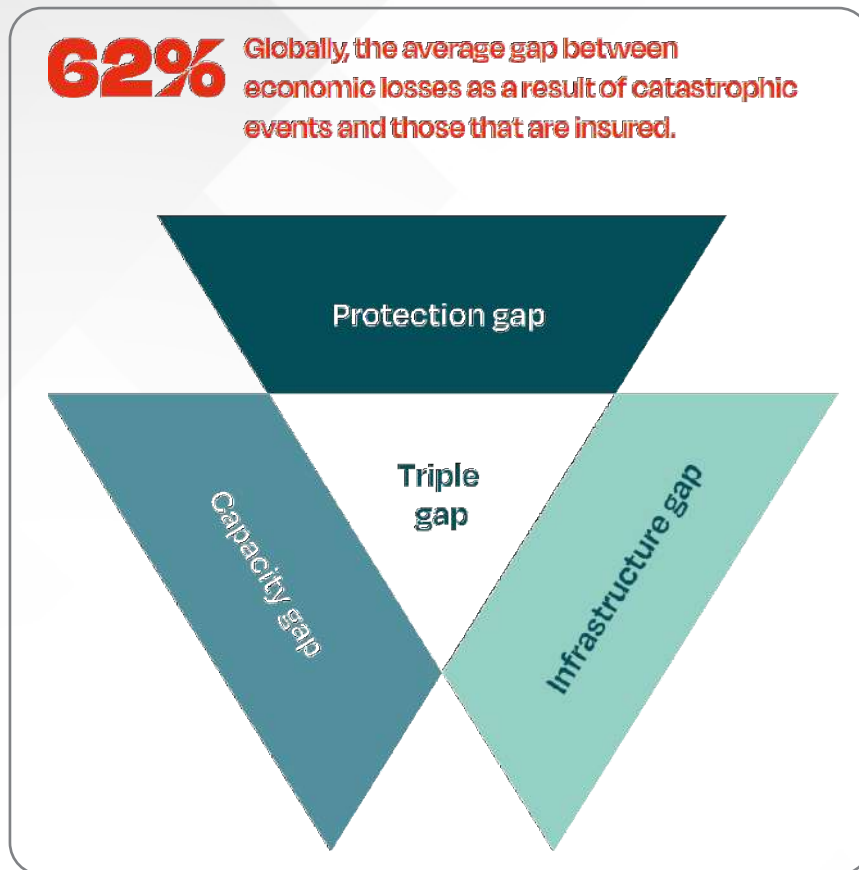 62%
Globally, the average gap between
economic losses as a result of catastrophic
events and those that are insured.
Protection gap
Triple
gap
Capacity gap
Infrastructure gap